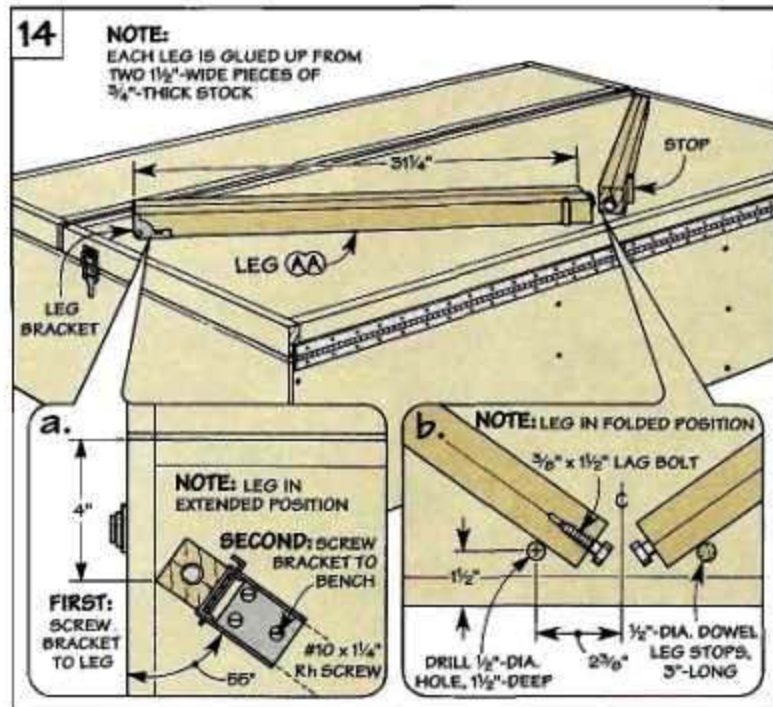 14
NOTE:
EACH LEG IS GLUED UP FROM
TWO 1½"-WIDE PIECES OF
¾"-THICK STOCK
31¼"
STOP
LEG AA
LEG
BRACKET
a.
4"
NOTE: LEG IN
EXTENDED POSITION
SECOND: SCREW
BRACKET TO
BENCH
FIRST:
SCREW
BRACKET
TO LEG
55°
#10 x 1¼"
Rh SCREW
b.
NOTE: LEG IN FOLDED POSITION
⅜" x 1½" LAG BOLT
C
1½"
2⅜"
DRILL ½"-DIA.
HOLE, 1½"-DEEP
½"-DIA. DOWEL
LEG STOPS,
3"-LONG